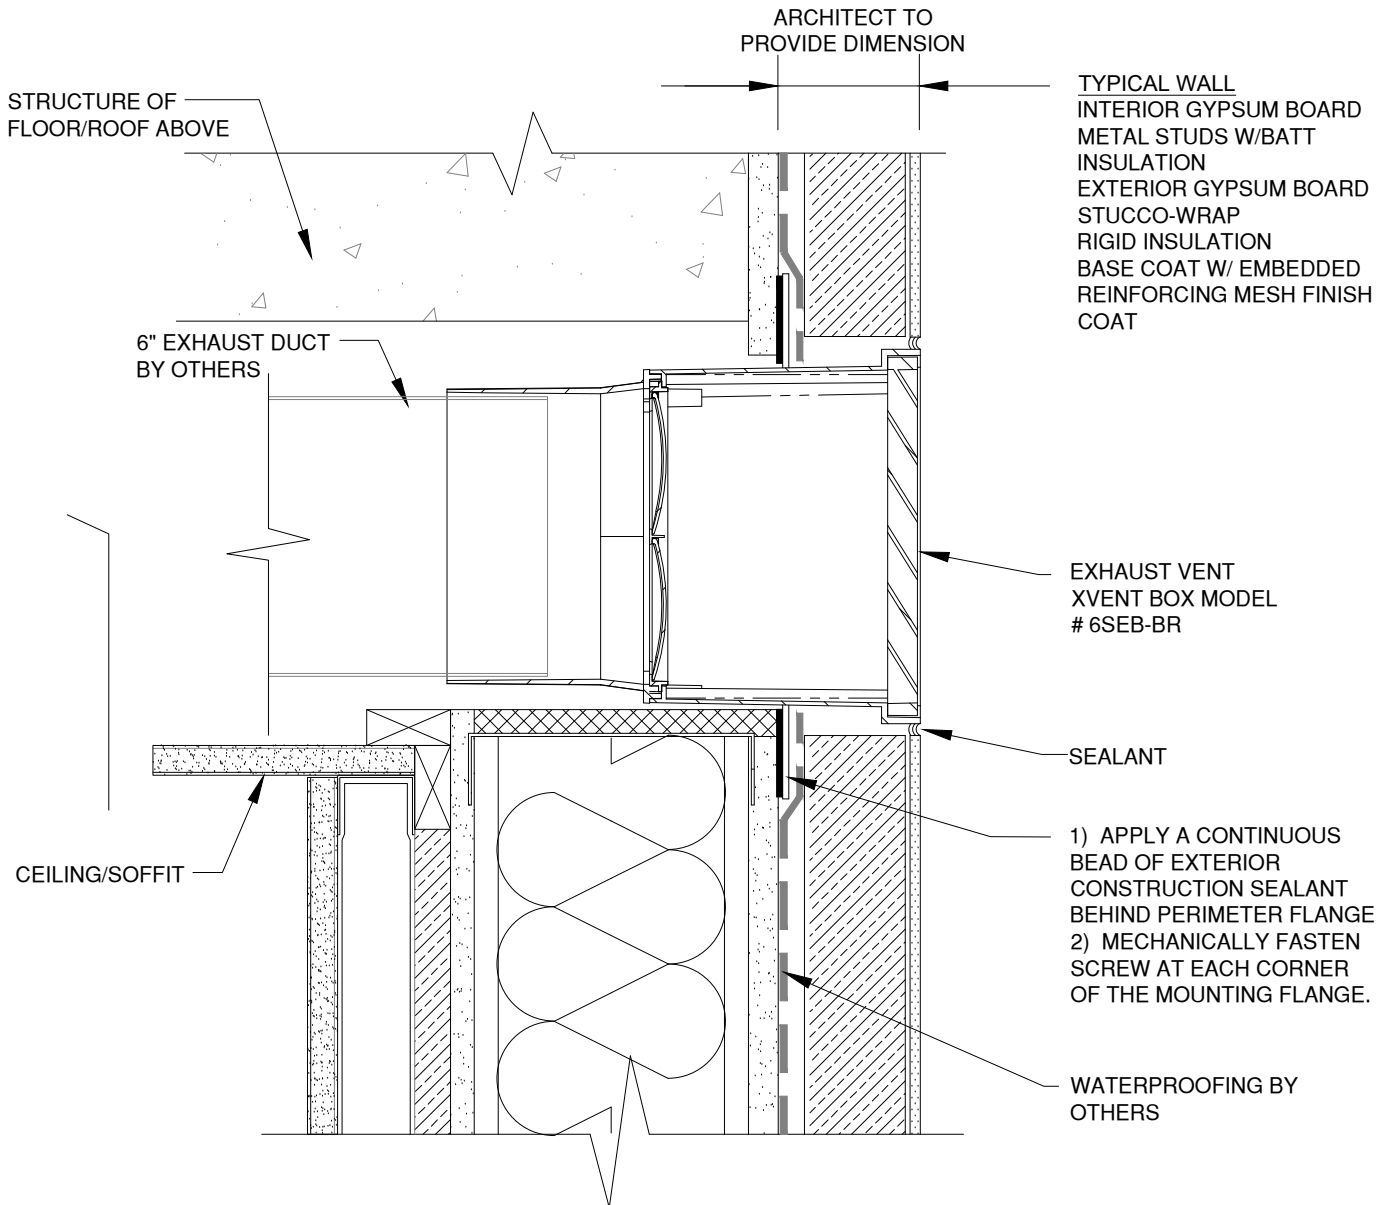 ARCHITECT TO
PROVIDE DIMENSION
STRUCTURE OF
FLOOR/ROOF ABOVE
TYPICAL WALL
INTERIOR GYPSUM BOARD
METAL STUDS W/BATT
INSULATION
EXTERIOR GYPSUM BOARD
STUCCO-WRAP
RIGID INSULATION
BASE COAT W/ EMBEDDED
REINFORCING MESH FINISH
COAT
6" EXHAUST DUCT
BY OTHERS
EXHAUST VENT
XVENT BOX MODEL
# 6SEB-BR
SEALANT
CEILING/SOFFIT
1) APPLY A CONTINUOUS
BEAD OF EXTERIOR
CONSTRUCTION SEALANT
BEHIND PERIMETER FLANGE
2) MECHANICALLY FASTEN
SCREW AT EACH CORNER
OF THE MOUNTING FLANGE.
WATERPROOFING BY
OTHERS